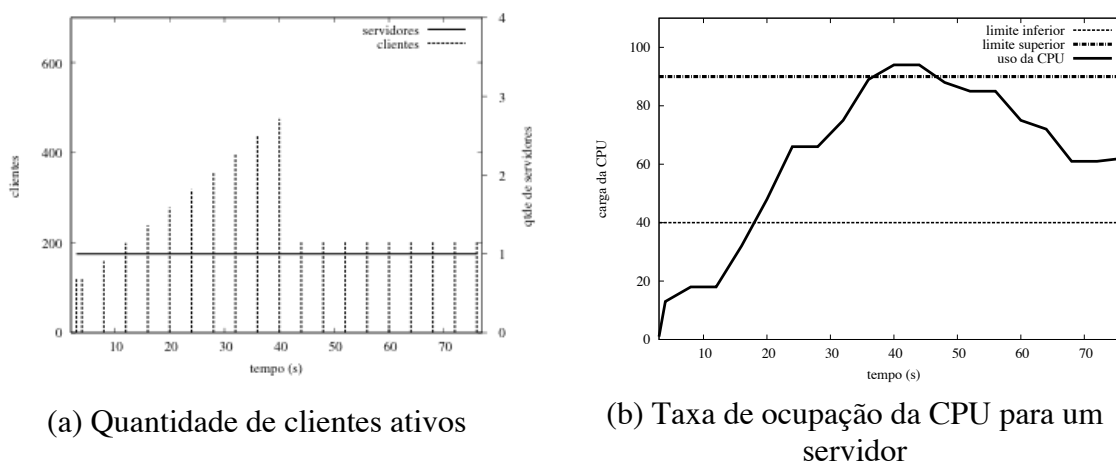 servidores
clientes
600
400
200
0
clientes
4
3
2
1
0
qtde de servidores
10 20 30 40 50 60 70
tempo (s)
(a) Quantidade de clientes ativos
limite inferior
limite superior
uso da CPU
100
80
60
40
20
0
carga da CPU
10 20 30 40 50 60 70
tempo (s)
(b) Taxa de ocupação da CPU para um
servidor